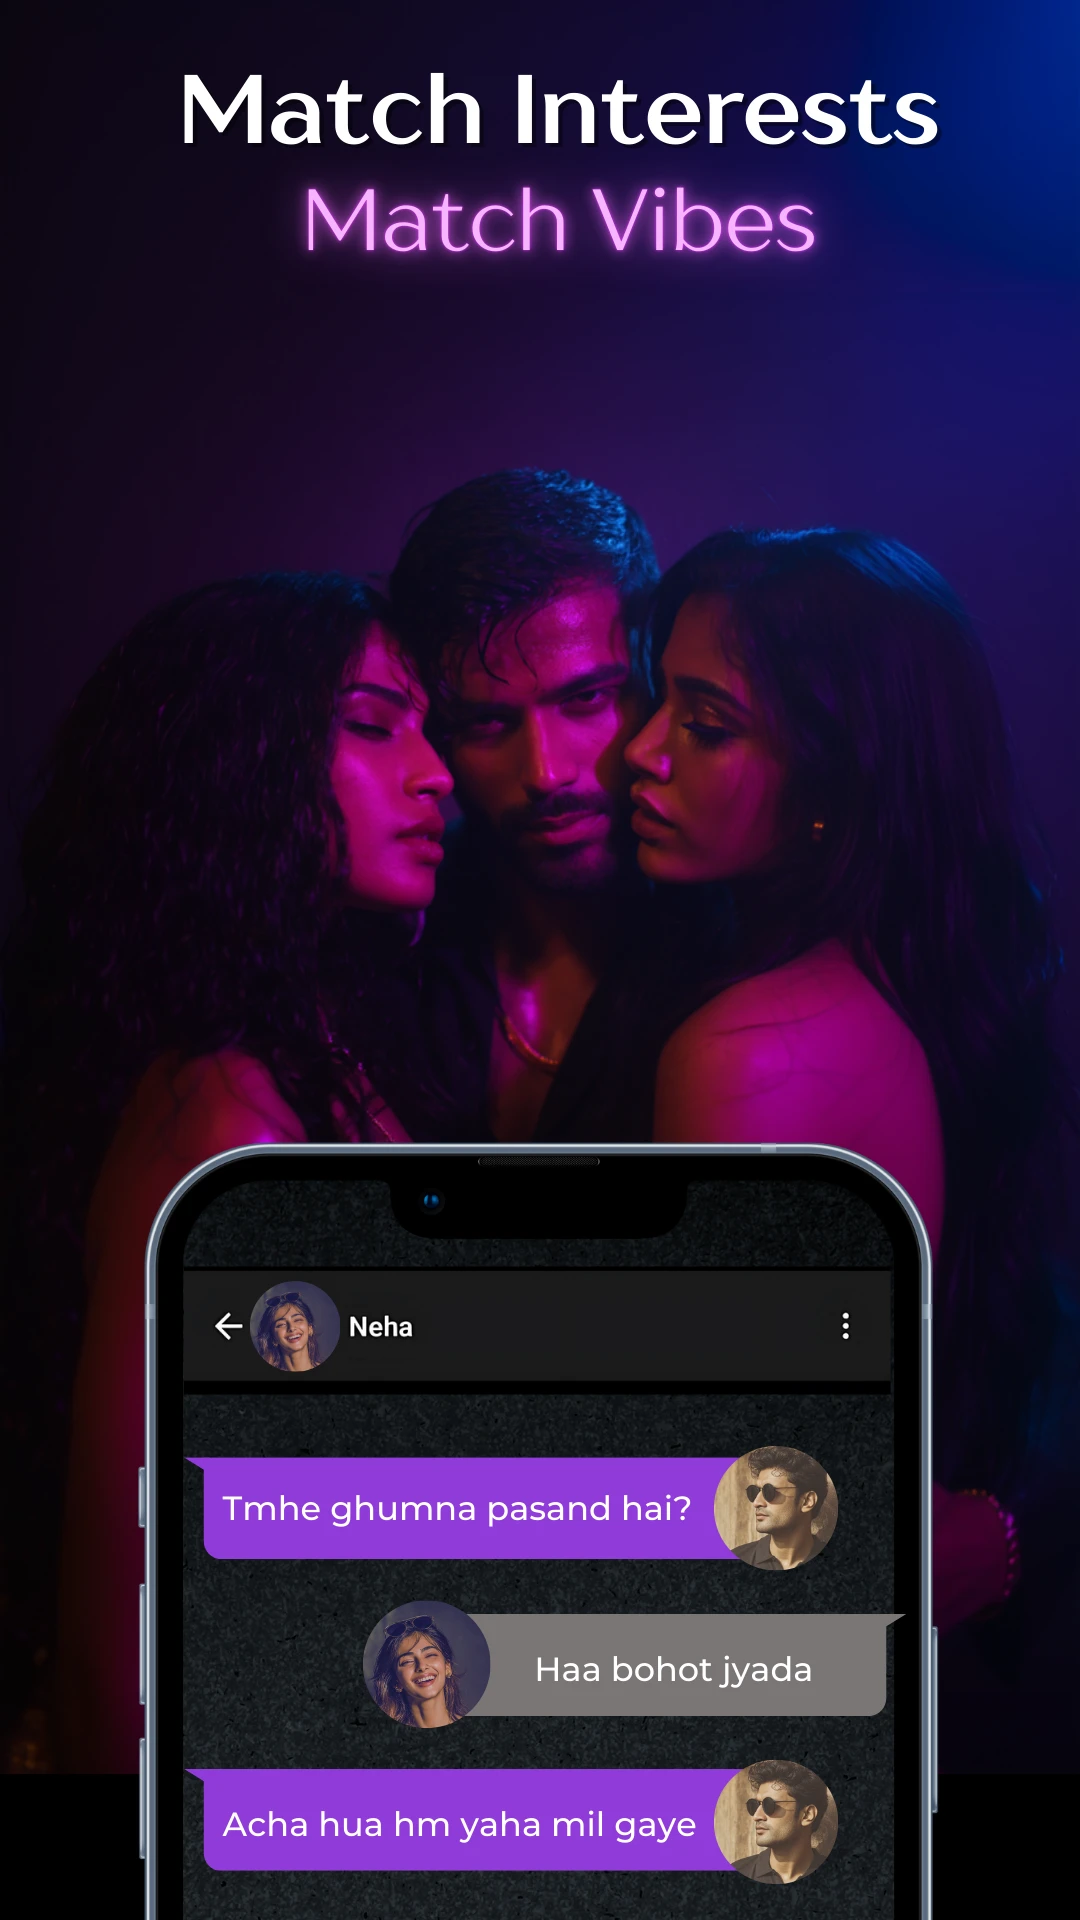 Match Interests
Match Vibes
Neha
Tmhe ghumna pasand hai?
Haa bohot jyada
Acha hua hm yaha mil gaye